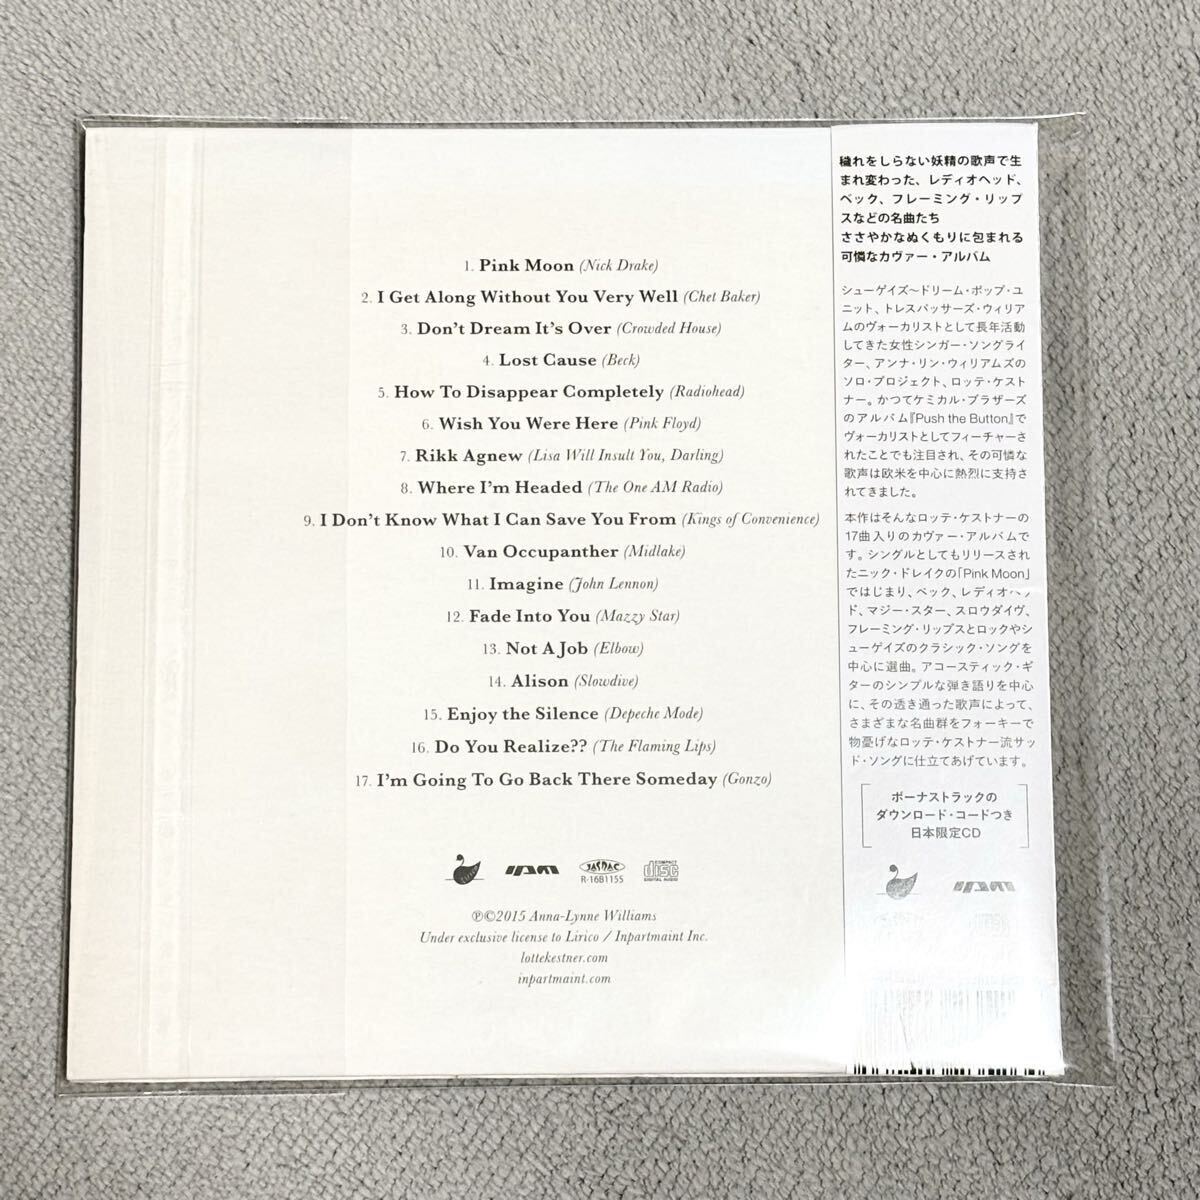 1. Pink Moon (Nick Drake)
2. I Get Along Without You Very Well (Chet Baker)
3. Don't Dream It's Over (Crowded House)
4. Lost Cause (Beck)
5. How To Disappear Completely (Radiohead)
6. Wish You Were Here (Pink Floyd)
7. Rikk Agnew (Lisa Will Insult You, Darling)
8. Where I'm Headed (The One AM Radio)
9. I Don't Know What I Can Save You From (Kings of Convenience)
10. Van Occupanther (Midlake)
11. Imagine (John Lennon)
12. Fade Into You (Mazzy Star)
13. Not A Job (Elbow)
14. Alison (Slowdive)
15. Enjoy the Silence (Depeche Mode)
16. Do You Realize?? (The Flaming Lips)
17. I'm Going To Go Back There Someday (Gonzo)
JASRAC
R-16B1155
COMPACT
disc
DIGITAL AUDIO
℗©2015 Anna-Lynne Williams
Under exclusive license to Lirico / Inpartmaint Inc.
lottekestner.com
inpartmaint.com
穢れをしらない妖精の歌声で生
まれ変わった、レディオヘッド、
ベック、フレーミング・リップ
スなどの名曲たち
ささやかなぬくもりに包まれる
可憐なカヴァー・アルバム
シューゲイズ〜ドリーム・ポップ・ユ
ニット、トレスパッサーズ・ウィリア
ムのヴォーカリストとして長年活動
してきた女性シンガー・ソングライ
ター、アンナ・リン・ウィリアムズの
ソロ・プロジェクト、ロッテ・ケスト
ナー。かつてケミカル・ブラザーズ
のアルバム『Push the Button』で
ヴォーカリストとしてフィーチャーさ
れたことでも注目され、その可憐な
歌声は欧米を中心に熱烈に支持さ
れてきました。
本作はそんなロッテ・ケストナーの
17曲入りのカヴァー・アルバムで
す。シングルとしてもリリースされ
たニック・ドレイクの「Pink Moon」
ではじまり、ベック、レディオヘッ
ド、マジー・スター、スロウダイヴ、
フレーミング・リップスとロックやシ
ューゲイズのクラシック・ソングを
中心に選曲。アコースティック・ギ
ターのシンプルな弾き語りを中心
に、その透き通った歌声によって、
さまざまな名曲群をフォーキーで
物憂げなロッテ・ケストナー流サッ
ド・ソングに仕立てあげています。
ボーナストラックの
ダウンロード・コードつき
日本限定CD